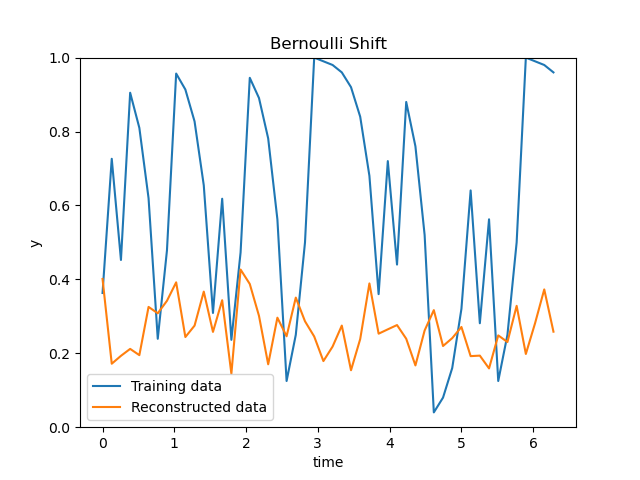 Bernoulli Shift
y
1.0
0.8
0.6
0.4
0.2
0.0
Training data
Reconstructed data
0 1 2 3 4 5 6
time